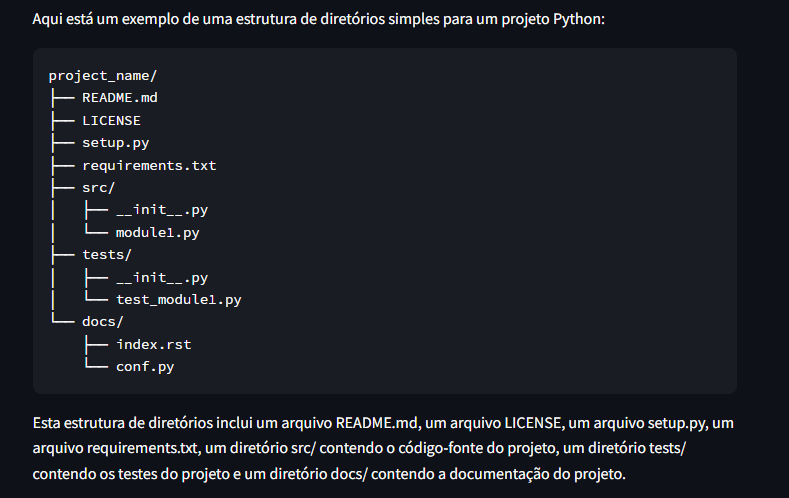 Aqui está um exemplo de uma estrutura de diretórios simples para um projeto Python:
project_name/
├── README.md
├── LICENSE
├── setup.py
├── requirements.txt
├── src/
│   ├── __init__.py
│   └── module1.py
├── tests/
│   ├── __init__.py
│   └── test_module1.py
└── docs/
    ├── index.rst
    └── conf.py
Esta estrutura de diretórios inclui um arquivo README.md, um arquivo LICENSE, um arquivo setup.py, um
arquivo requirements.txt, um diretório src/ contendo o código-fonte do projeto, um diretório tests/
contendo os testes do projeto e um diretório docs/ contendo a documentação do projeto.